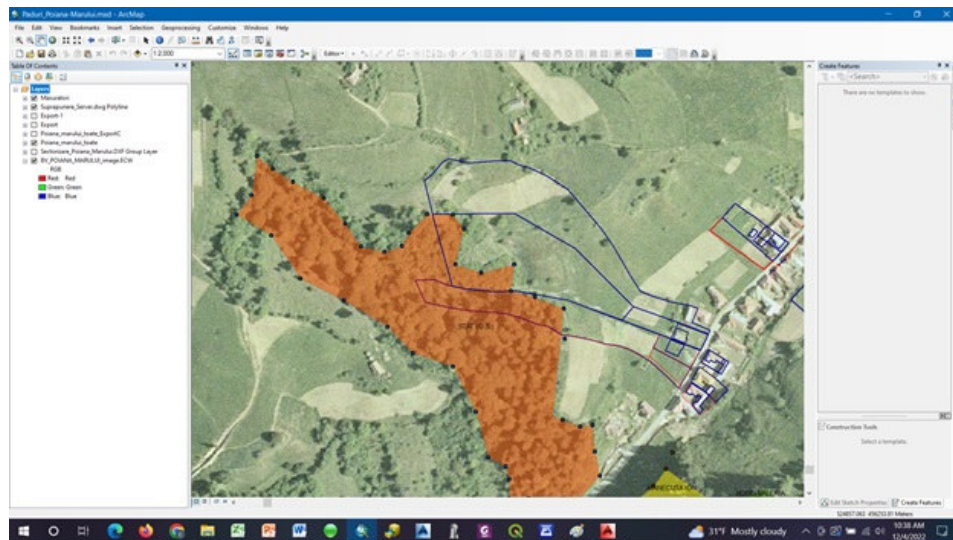 Paduri_Poiana-Marului.mxd - ArcMap
File Edit View Bookmarks Insert Selection Geoprocessing Customize Windows Help
1:2.000
Editor
Table Of Contents
Layers
Masuratori
Suprapunere_Server.dwg Polyline
Export 1
Export
Poiana_marului_toate_ExportC
Poiana_marului_toate
Sectorizare_Poiana_Marului.DXF Group Layer
BV_POIANA_MARULUI_image.ECW
RGB
Red: Red
Green: Green
Blue: Blue
Create Features
<Search>
There are no templates to show.
Construction Tools
Select a template.
Edit Sketch Properties
Create Features
Meters
31°F Mostly cloudy
10:38 AM
12/4/2022